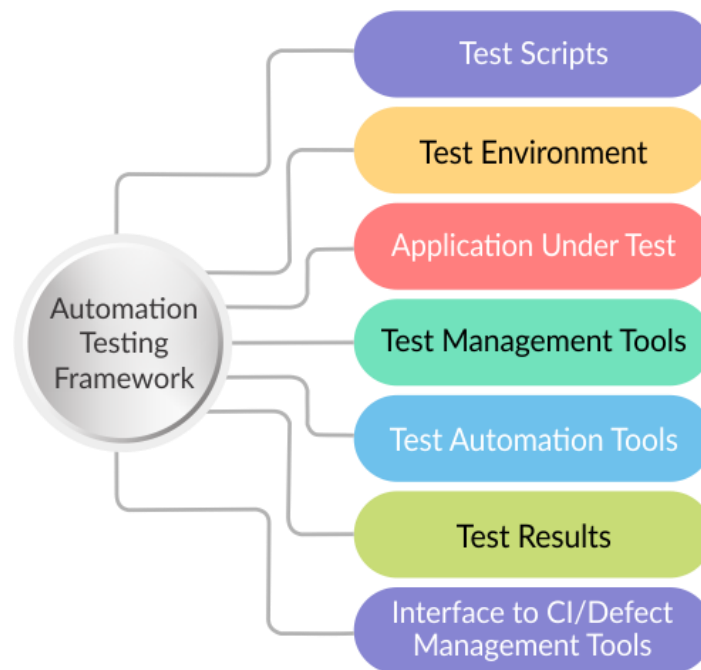 Test Scripts
Test Environment
Application Under Test
Automation
Testing
Framework
Test Management Tools
Test Automation Tools
Test Results
Interface to CI/Defect
Management Tools